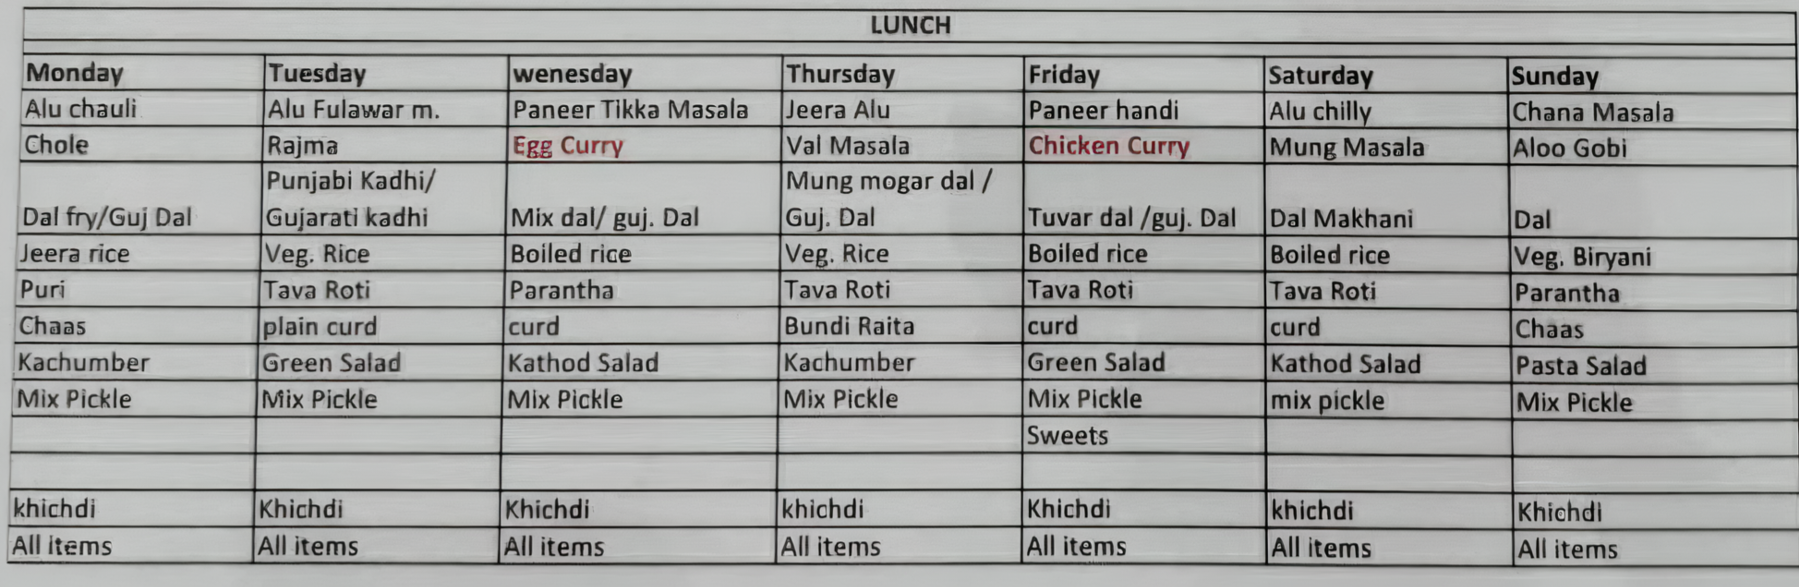 LUNCH
Monday Tuesday wenesday Thursday Friday Saturday Sunday
Alu chauli Alu Fulawar m. Paneer Tikka Masala Jeera Alu Paneer handi Alu chilly Chana Masala
Chole Rajma Egg Curry Val Masala Chicken Curry Mung Masala Aloo Gobi
Punjabi Kadhi/ Mung mogar dal /
Dal fry/Guj Dal Gujarati kadhi Mix dal/ guj. Dal Guj. Dal Tuvar dal /guj. Dal Dal Makhani Dal
Jeera rice Veg. Rice Boiled rice Veg. Rice Boiled rice Boiled rice Veg. Biryani
Puri Tava Roti Parantha Tava Roti Tava Roti Tava Roti Parantha
Chaas plain curd curd Bundi Raita curd curd Chaas
Kachumber Green Salad Kathod Salad Kachumber Green Salad Kathod Salad Pasta Salad
Mix Pickle Mix Pickle Mix Pickle Mix Pickle Mix Pickle mix pickle Mix Pickle
Sweets
khichdi Khichdi Khichdi khichdi Khichdi khichdi Khichdi
All items All items All items All items All items All items All items